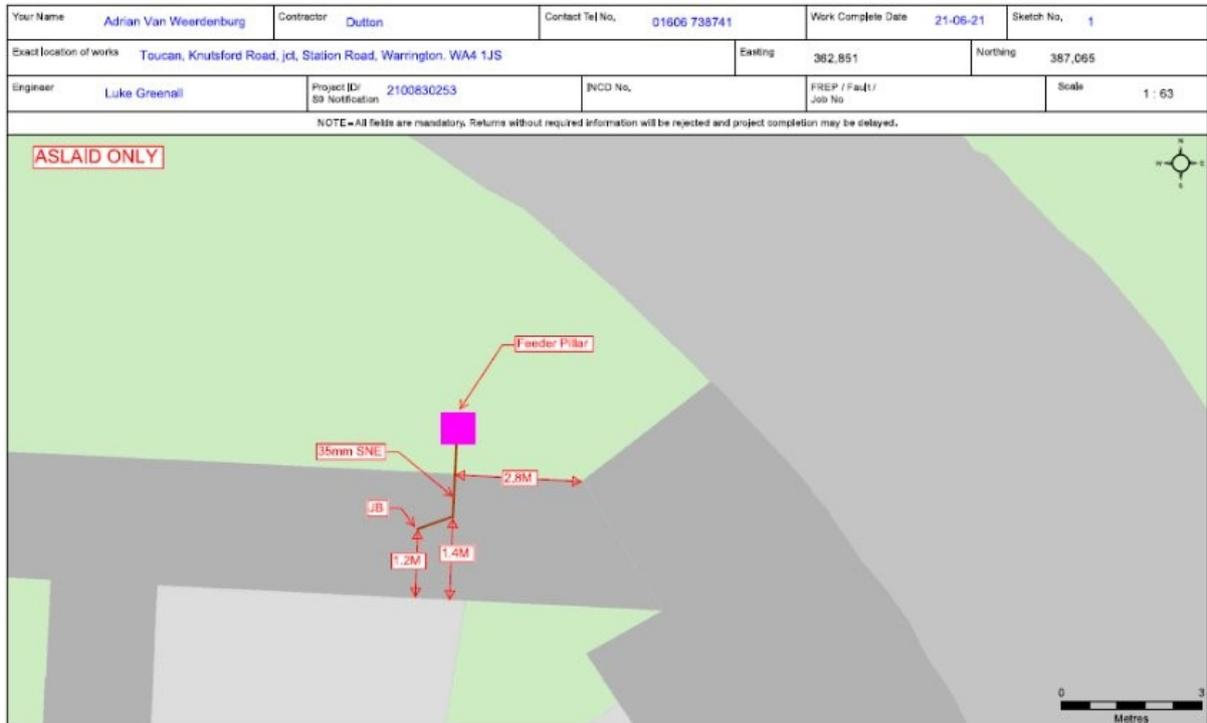 Your Name Adrian Van Weerdenburg Contractor Dutton Contact Tel No, 01606 738741 Work Complete Date 21-06-21 Sketch No, 1
Exact location of works Toucan, Knutsford Road, jct, Station Road, Warrington. WA4 1JS Easting 362,851 Northing 387,065
Engineer Luke Greenall Project ID/ S9 Notification 2100830253 INCD No, FREP / Fault / Job No Scale 1 : 63
NOTE = All fields are mandatory. Returns without required information will be rejected and project completion may be delayed.
ASLAID ONLY
N
W E
S
Feeder Pillar
35mm SNE
2.8M
JB
1.2M
1.4M
0 3
Metres